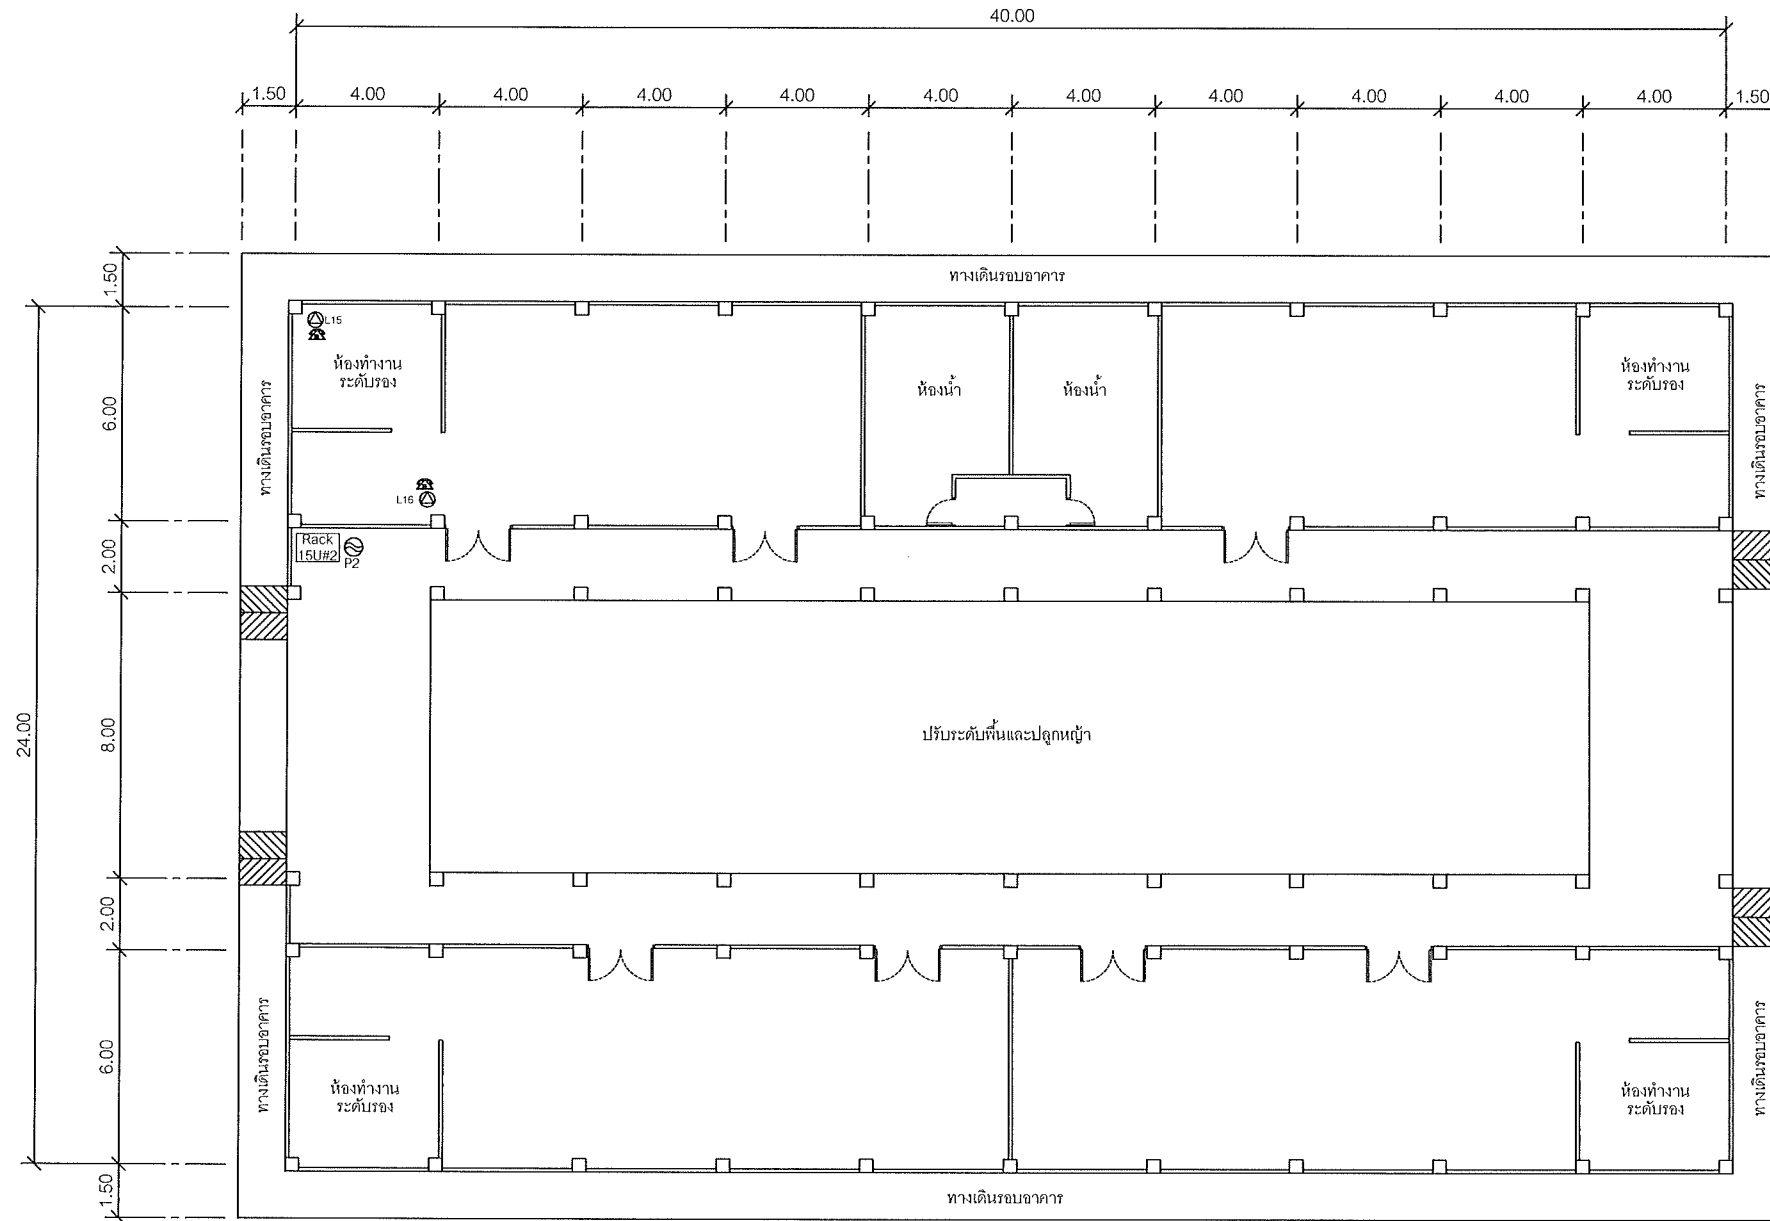 40.00
1.50 4.00 4.00 4.00 4.00 4.00 4.00 4.00 4.00 4.00 4.00 1.50
1.50
ทางเดินรอบอาคาร
L15
ห้องทำงาน
ระดับรอง
ห้องน้ำ
ห้องน้ำ
ห้องทำงาน
ระดับรอง
6.00
ทางเดินรอบอาคาร
ทางเดินรอบอาคาร
L16
2.00
Rack
15U#2
P2
24.00
8.00
ปรับระดับพื้นและปลูกหญ้า
2.00
6.00
ทางเดินรอบอาคาร
ทางเดินรอบอาคาร
ห้องทำงาน
ระดับรอง
ห้องทำงาน
ระดับรอง
1.50
ทางเดินรอบอาคาร